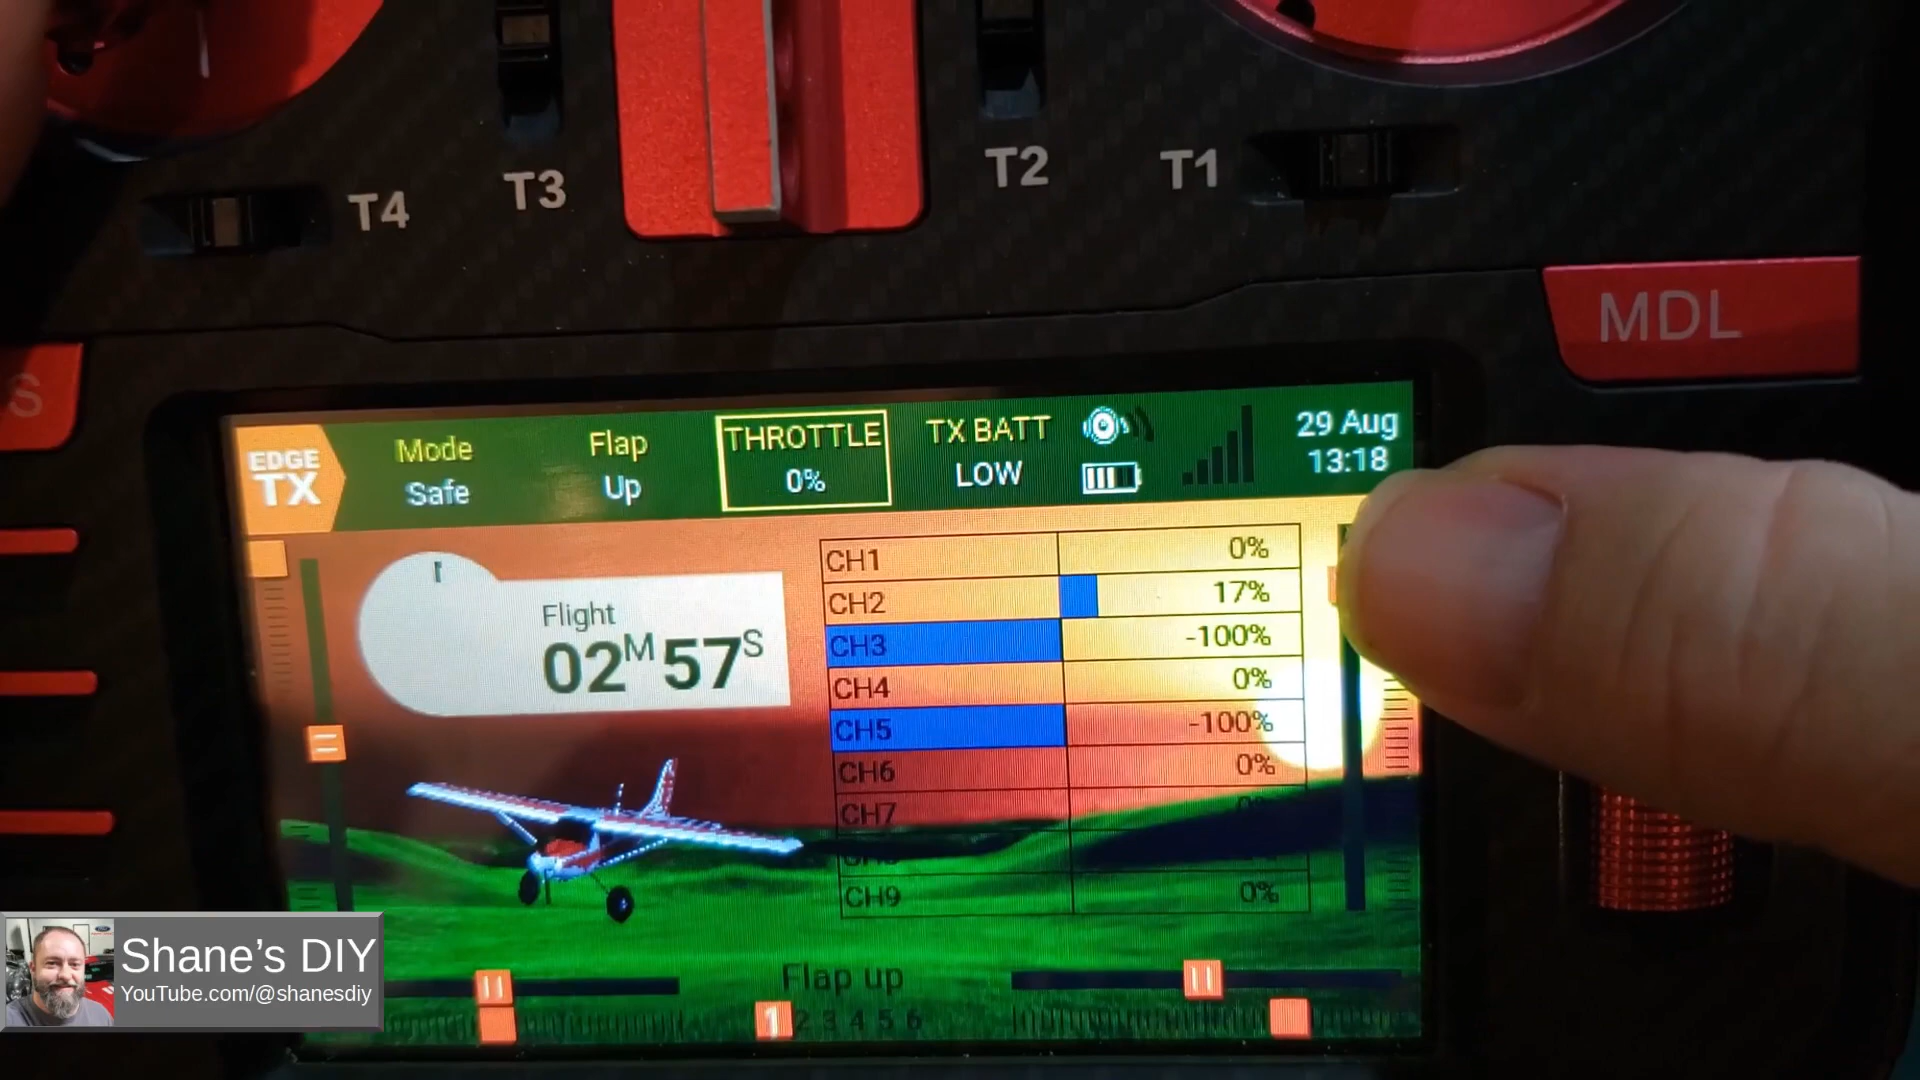 T4
T3
T2
T1
MDL
S
EDGE
TX
Mode
Safe
Flap
Up
THROTTLE
0%
TX BATT
LOW
29 Aug
13:18
Flight
02M 57S
CH1 0%
CH2 17%
CH3 -100%
CH4 0%
CH5 -100%
CH6 0%
CH7
CH9 0%
Flap up
1 2 3 4 5 6
Shane's DIY
YouTube.com/@shanesdiy